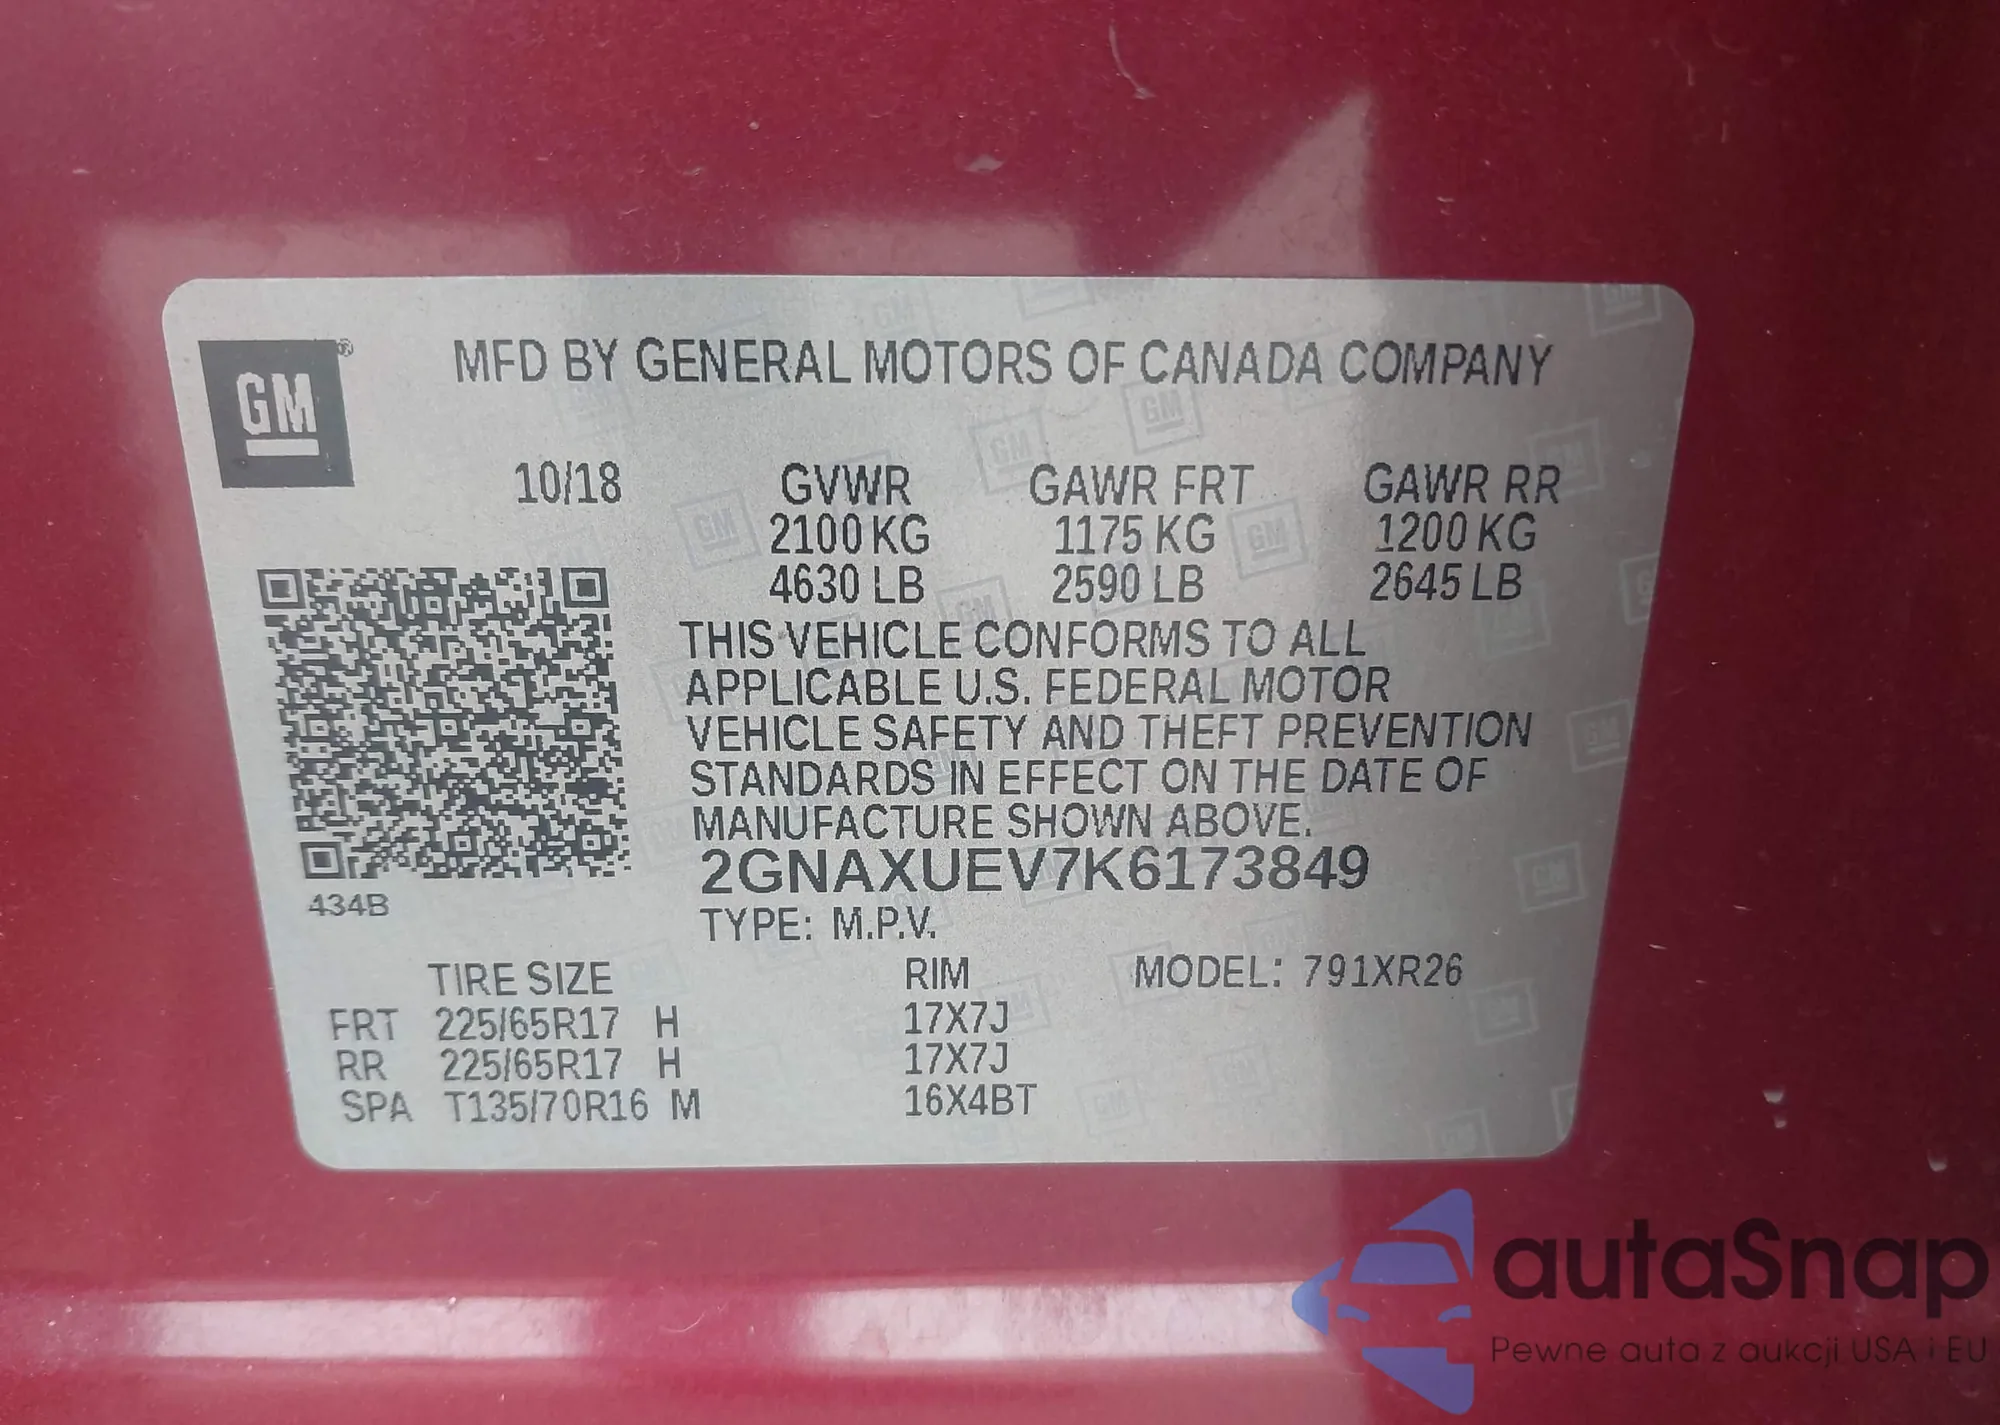 GM®
MFD BY GENERAL MOTORS OF CANADA COMPANY
10/18 GVWR GAWR FRT GAWR RR
2100 KG 1175 KG 1200 KG
4630 LB 2590 LB 2645 LB
THIS VEHICLE CONFORMS TO ALL
APPLICABLE U.S. FEDERAL MOTOR
VEHICLE SAFETY AND THEFT PREVENTION
STANDARDS IN EFFECT ON THE DATE OF
MANUFACTURE SHOWN ABOVE.
2GNAXUEV7K6173849
434B
TYPE: M.P.V.
TIRE SIZE RIM MODEL: 791XR26
FRT 225/65R17 H 17X7J
RR 225/65R17 H 17X7J
SPA T135/70R16 M 16X4BT
autaSnap
Pewne auta z aukcji USA i EU